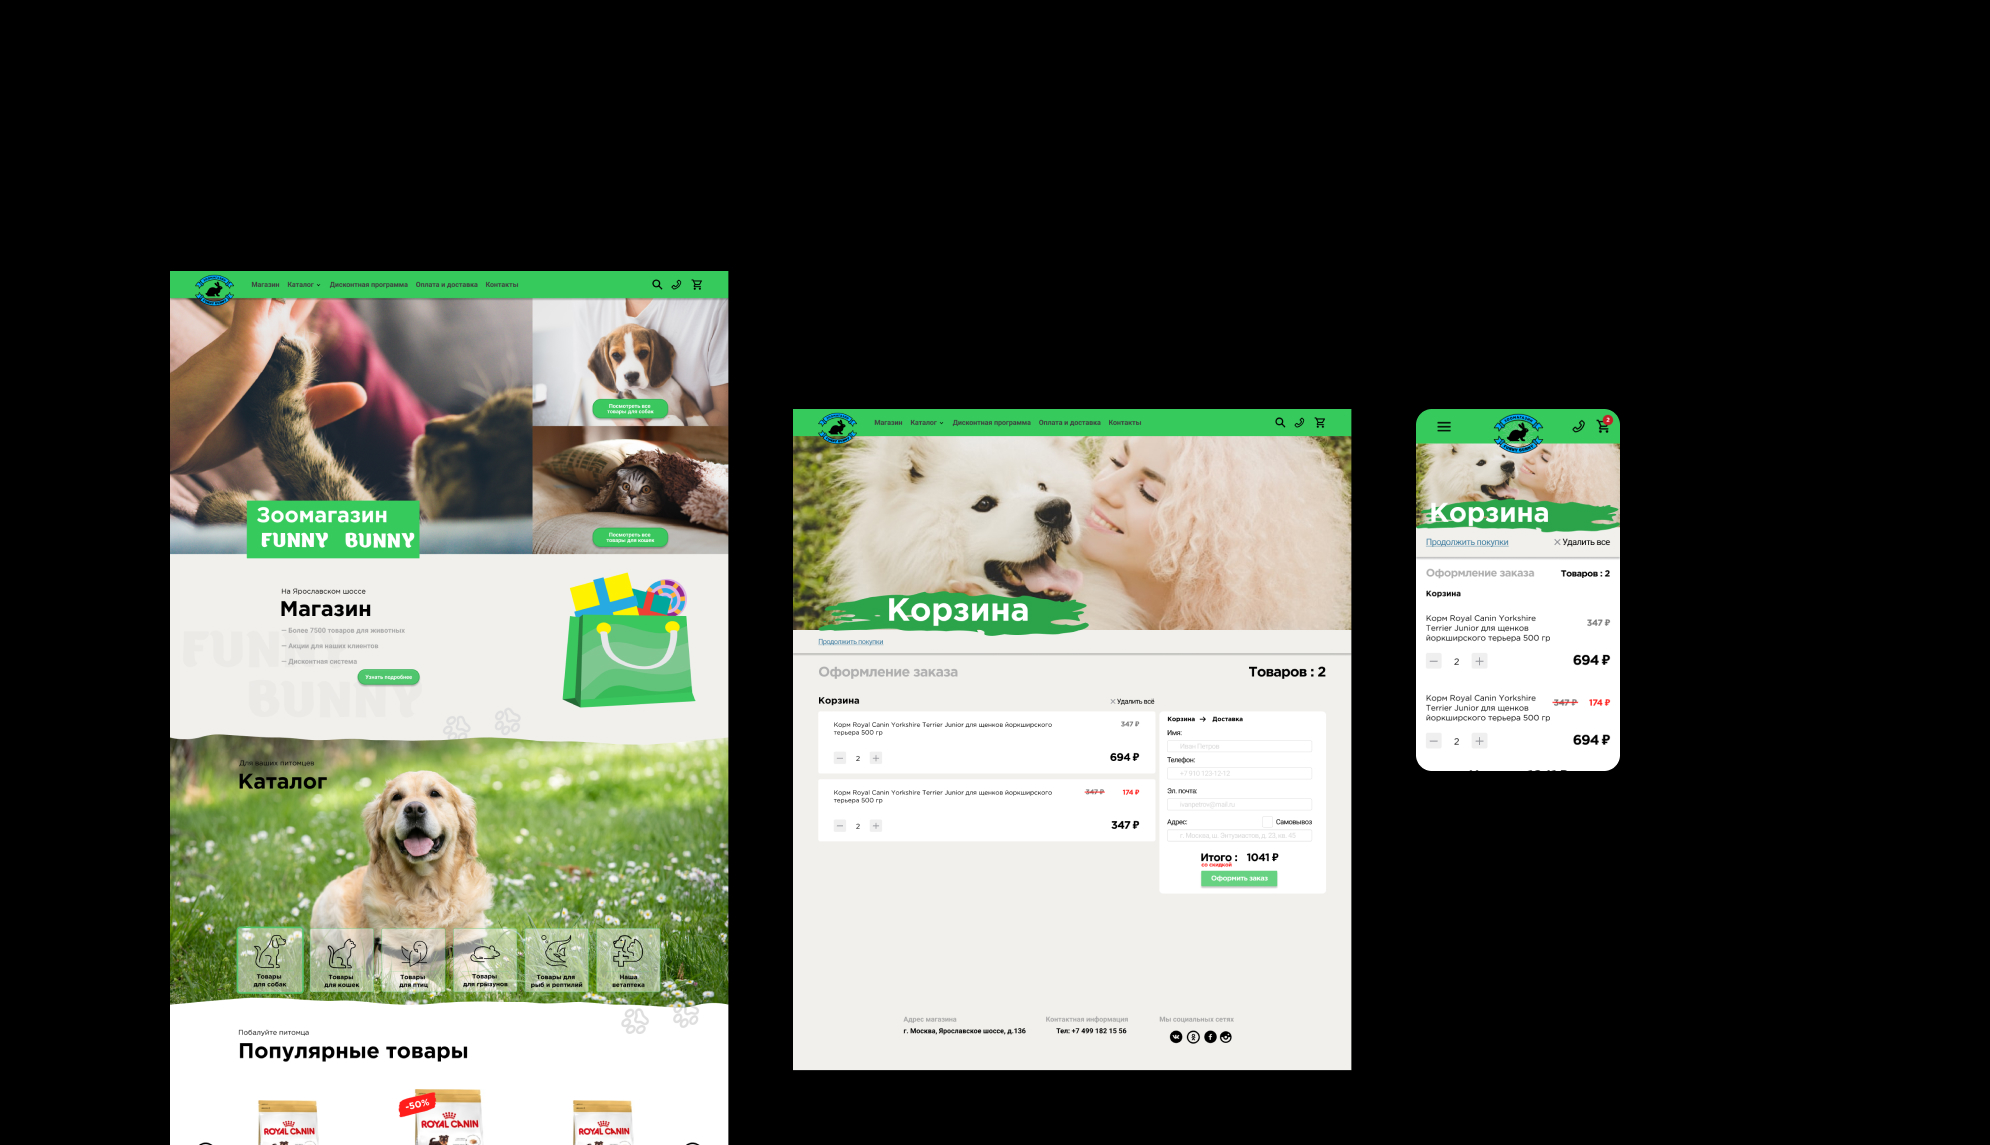 Магазин Каталог Дисконтная программа Оплата и доставка Контакты
Посмотреть все
товары для собак
Посмотреть все
товары для кошек
Зоомагазин
FUNNY BUNNY
На Ярославском шоссе
Магазин
— Более 7500 товаров для животных
— Акции для наших клиентов
— Дисконтная система
Узнать подробнее
FUNNY
BUNNY
Для ваших питомцев
Каталог
Товары
для собак
Товары
для кошек
Товары
для птиц
Товары
для грызунов
Товары для
рыб и рептилий
Наша
ветаптека
Побалуйте питомца
Популярные товары
-50%
ROYAL CANIN
ROYAL CANIN
ROYAL CANIN
Магазин Каталог Дисконтная программа Оплата и доставка Контакты
Корзина
Продолжить покупки
Оформление заказа
Товаров : 2
Корзина
Удалить всё
Корм Royal Canin Yorkshire Terrier Junior для щенков йоркширского
терьера 500 гр
347 ₽
2
694 ₽
Корм Royal Canin Yorkshire Terrier Junior для щенков йоркширского
терьера 500 гр
347 ₽ 174 ₽
2
347 ₽
Корзина → Доставка
Имя:
Иван Петров
Телефон:
+7 910 123-12-12
Эл. почта:
ivanpetrov@mail.ru
Адрес:
Самовывоз
г. Москва, ш. Энтузиастов, д. 23, кв. 45
Итого : 1041 ₽
со скидкой
Оформить заказ
Адрес магазина
г. Москва, Ярославское шоссе, д.136
Контактная информация
Тел: +7 499 182 15 56
Мы социальных сетях
2
Корзина
Продолжить покупки
Удалить все
Оформление заказа
Товаров : 2
Корзина
Корм Royal Canin Yorkshire
Terrier Junior для щенков
йоркширского терьера 500 гр
347 ₽
2
694 ₽
Корм Royal Canin Yorkshire
Terrier Junior для щенков
йоркширского терьера 500 гр
347 ₽ 174 ₽
2
694 ₽